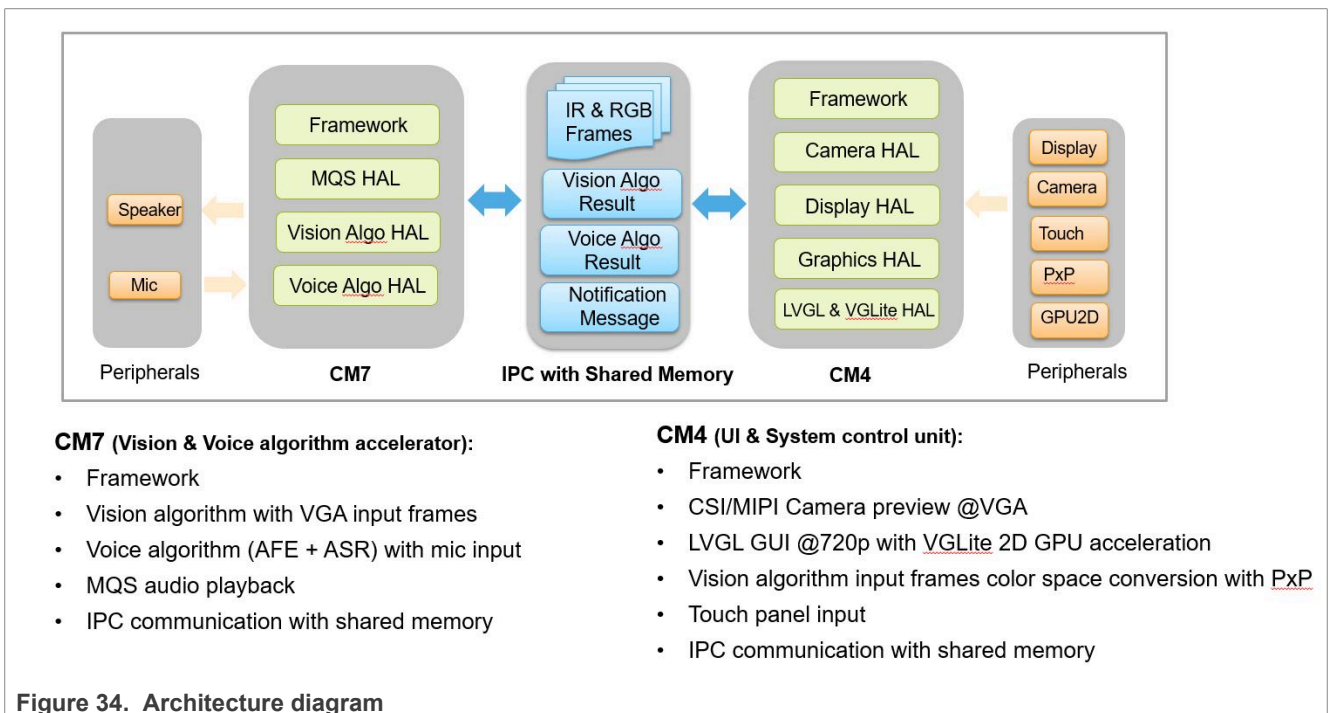 Speaker
Mic
Peripherals
Framework
MQS HAL
Vision Algo HAL
Voice Algo HAL
CM7
IR & RGB
Frames
Vision Algo
Result
Voice Algo
Result
Notification
Message
IPC with Shared Memory
Framework
Camera HAL
Display HAL
Graphics HAL
LVGL & VGLite HAL
CM4
Display
Camera
Touch
PxP
GPU2D
Peripherals
CM7 (Vision & Voice algorithm accelerator):
• Framework
• Vision algorithm with VGA input frames
• Voice algorithm (AFE + ASR) with mic input
• MQS audio playback
• IPC communication with shared memory
CM4 (UI & System control unit):
• Framework
• CSI/MIPI Camera preview @VGA
• LVGL GUI @720p with VGLite 2D GPU acceleration
• Vision algorithm input frames color space conversion with PxP
• Touch panel input
• IPC communication with shared memory
Figure 34. Architecture diagram